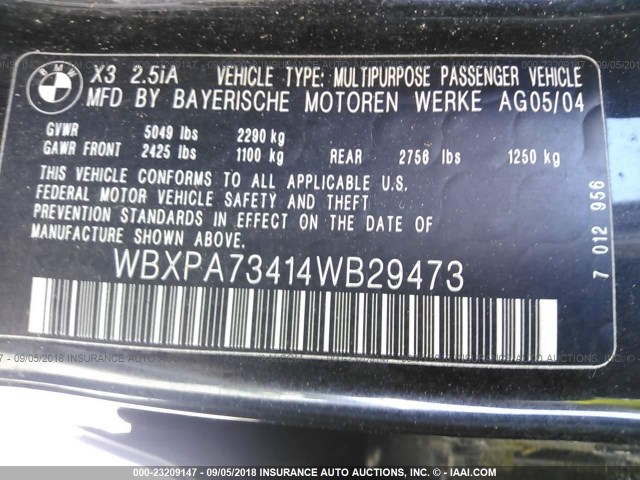 BMW
X3 2.5iA VEHICLE TYPE: MULTIPURPOSE PASSENGER VEHICLE
MFD BY BAYERISCHE MOTOREN WERKE AG05/04
GVWR 5049 lbs 2290 kg
GAWR FRONT 2425 lbs 1100 kg REAR 2756 lbs 1250 kg
THIS VEHICLE CONFORMS TO ALL APPLICABLE U.S.
FEDERAL MOTOR VEHICLE SAFETY AND THEFT
PREVENTION STANDARDS IN EFFECT ON THE DATE OF
MANUFACTURE SHOWN ABOVE.
WBXPA73414WB29473
7 012 956
00-23209147 - 09/05/2018 INSURANCE AUTO AUCTIONS, INC. - © - IAAI.COM